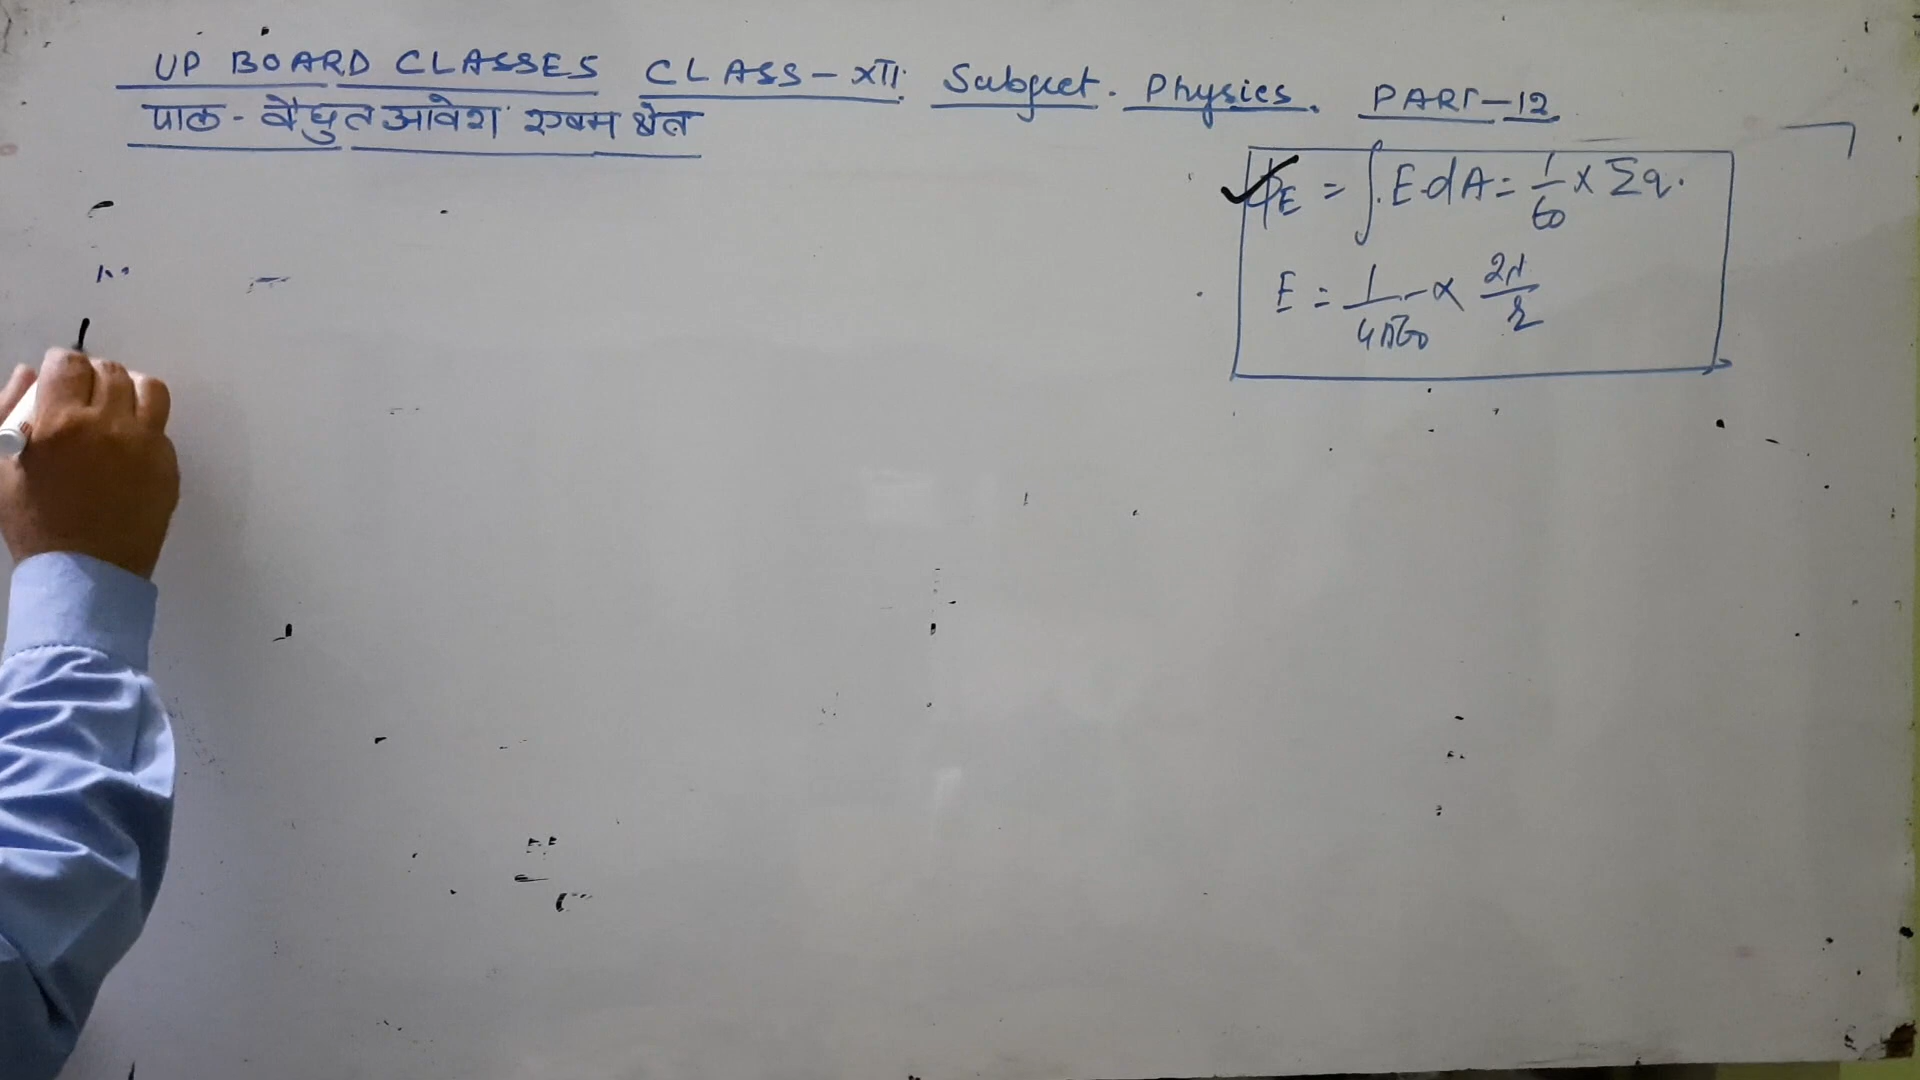 UP BOARD CLASSES CLASS-XII. Subject. Physics. PART-12
पाठ - वैधुत आवेश एवम क्षेत्र
ΦE = ∫.E.dA = 1/ϵ0 × Σq.
E = 1/4πϵ0 × 2λ/r